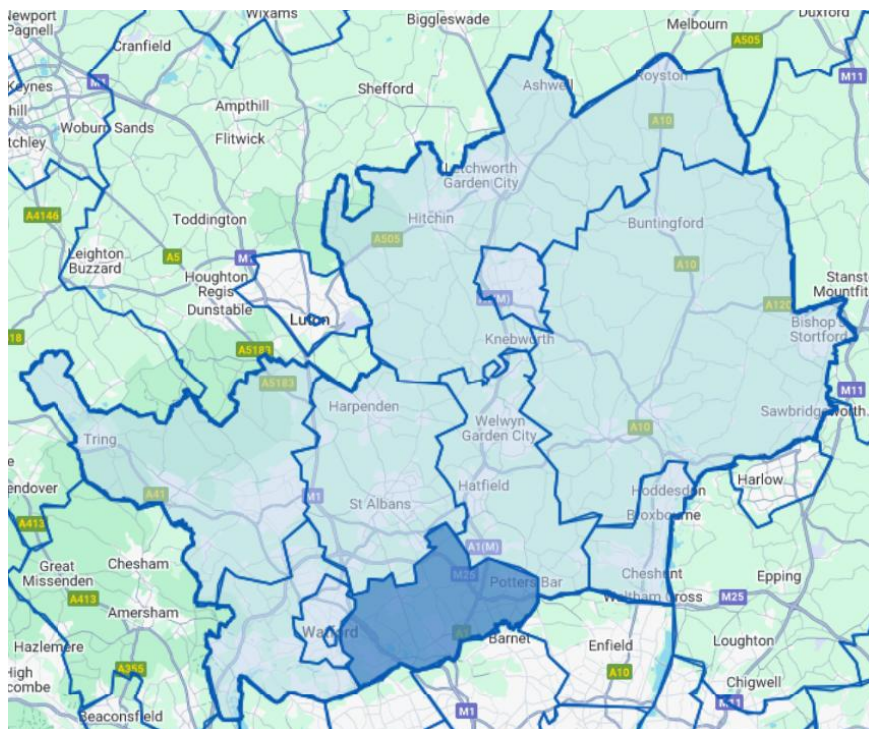 Newport
Pagnell
Cranfield
Wixams
Biggleswade
Melbourn
Duxford
A505
M1
Royston
M11
Keynes
Shefford
Ashwell
hill
Ampthill
A10
Woburn Sands
Flitwick
tchley
Letchworth
Garden City
A4146
Toddington
Hitchin
Buntingford
A505
Leighton
Buzzard
A5
A10
Houghton
Regis
Stanst
Mountfit
Dunstable
Luton
A120
18
Knebworth
Bishop's
Stortford
A5183
A5183
M11
Harpenden
Welwyn
Garden City
Sawbridgeworth
Tring
A10
Hatfield
Harlow
endover
A41
M1
St Albans
Hoddesdon
Broxbourne
A413
A1(M)
Great
Missenden
Chesham
M25
Potters Bar
Cheshunt
Epping
A413
Waltham Cross
M25
Amersham
Watford
A1
Barnet
Enfield
Loughton
Hazlemere
High
combe
A355
A10
Chigwell
Beaconsfield
M1
M11